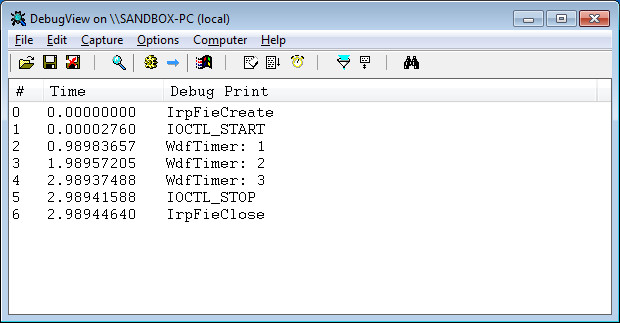 DebugView on \\SANDBOX-PC (local)
File Edit Capture Options Computer Help
# Time Debug Print
0 0.00000000 IrpFieCreate
1 0.00002760 IOCTL_START
2 0.98983657 WdfTimer: 1
3 1.98957205 WdfTimer: 2
4 2.98937488 WdfTimer: 3
5 2.98941588 IOCTL_STOP
6 2.98944640 IrpFieClose